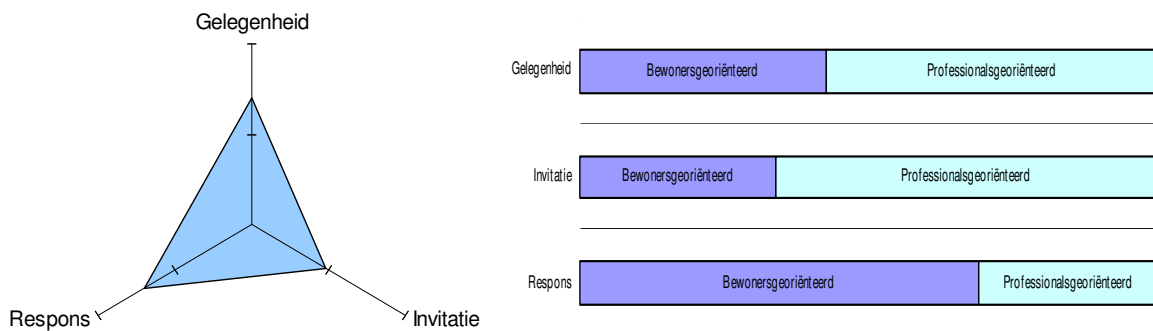 Gelegenheid
Respons
Invitatie
Gelegenheid
Bewonersgeoriënteerd
Professionalsgeoriënteerd
Invitatie
Bewonersgeoriënteerd
Professionalsgeoriënteerd
Respons
Bewonersgeoriënteerd
Professionalsgeoriënteerd